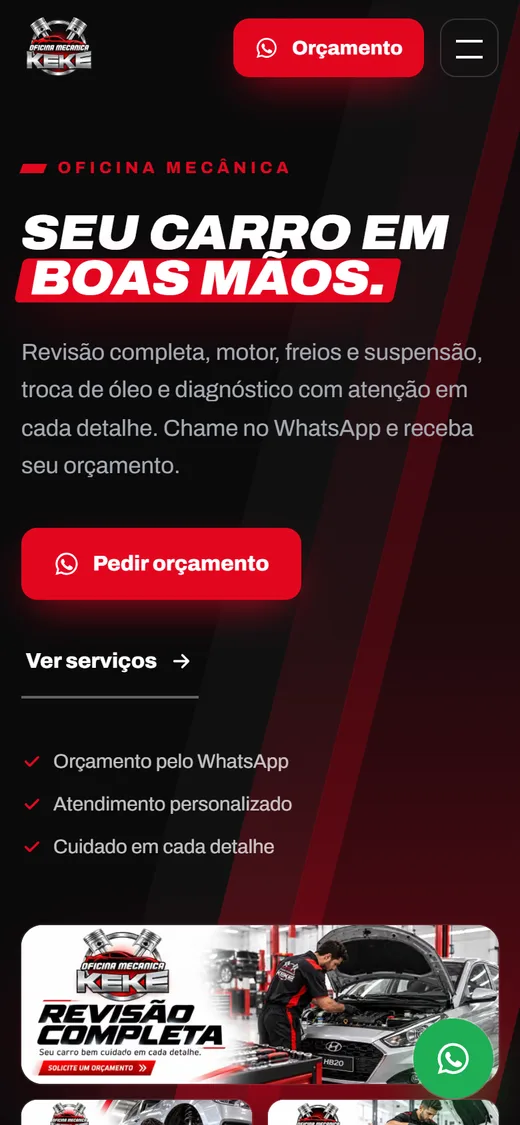 OFICINA MECANICA
KEKE
Orçamento
OFICINA MECÂNICA
SEU CARRO EM
BOAS MÃOS.
Revisão completa, motor, freios e suspensão,
troca de óleo e diagnóstico com atenção em
cada detalhe. Chame no WhatsApp e receba
seu orçamento.
Pedir orçamento
Ver serviços
Orçamento pelo WhatsApp
Atendimento personalizado
Cuidado em cada detalhe
OFICINA MECANICA
KEKE
REVISÃO
COMPLETA
Seu carro bem cuidado em cada detalhe.
SOLICITE UM ORÇAMENTO
HB20